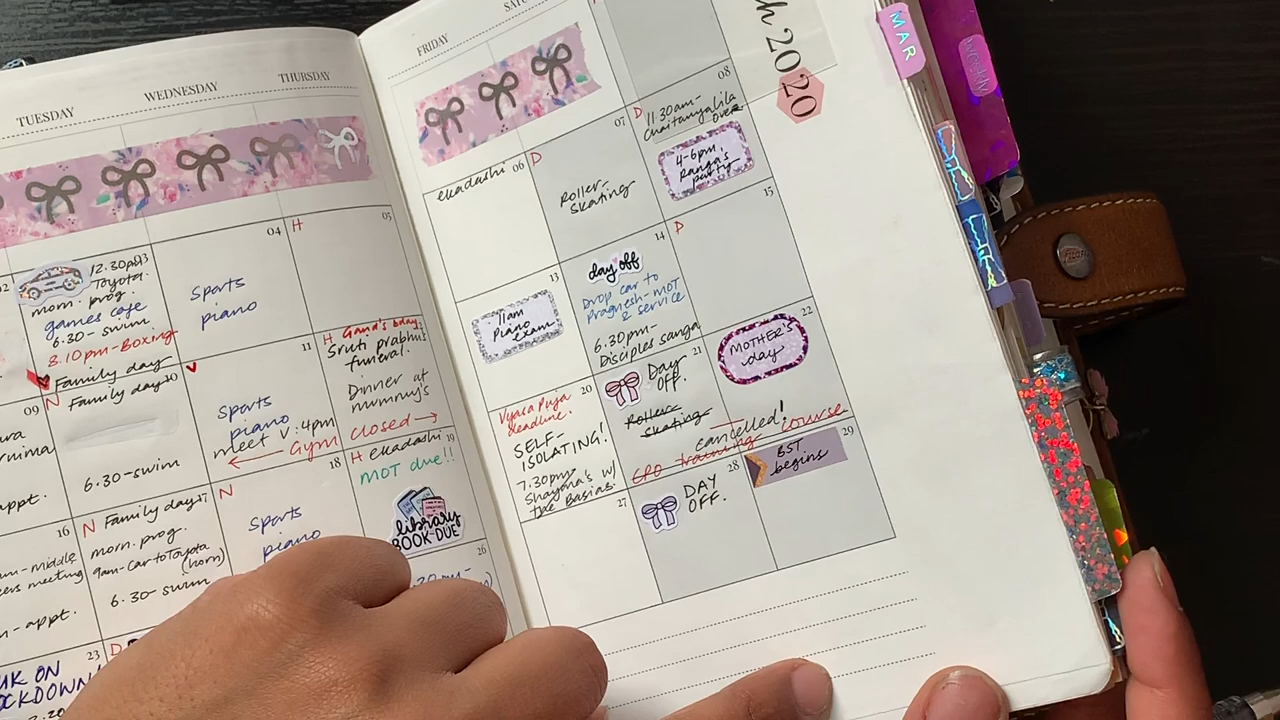 TUESDAY
WEDNESDAY
THURSDAY
12.30pm
Toyota.
03
morn. prog.
games cafe
6.30- swim.
8.10pm-Boxing
Family day
04
Sports
piano
H
05
09
N
Family day
10
6.30-swim
11
Sports
piano
meet V: 4pm
← Gym
H Gaud's bday.
Sruti prabhu
funeral.
Dinner at
mummy's
closed →
16
appt.
N Family day 17
morn. prog.
9am-car to Toyota
(horn)
6.30-swim
N
18
Sports
piano
H ekadashi 19
MOT due!!
library
BOOK DUE
23
D
26
UK ON
LOCKDOWN!
FRIDAY
ekadashi 06
D
07
Roller-
Skating
D
08
11.30am-
Chaitanyalila
over
4-6pm,
Ranga's
party
13
11am
piano
exam
14
day off
Drop car to
Pragnesh-MOT
& service
6.30pm-
Disciples sanga
D
15
20
Vyasa Puja
deadline.
SELF-
ISOLATING!
7.30pm-
Shayona's w/
the Basias.
21
Day
OFF.
Roller-
skating
22
MOTHER'S
day
cancelled!
CPD training course
27
28
DAY
OFF.
29
BST
begins
2020
MAR
weekly